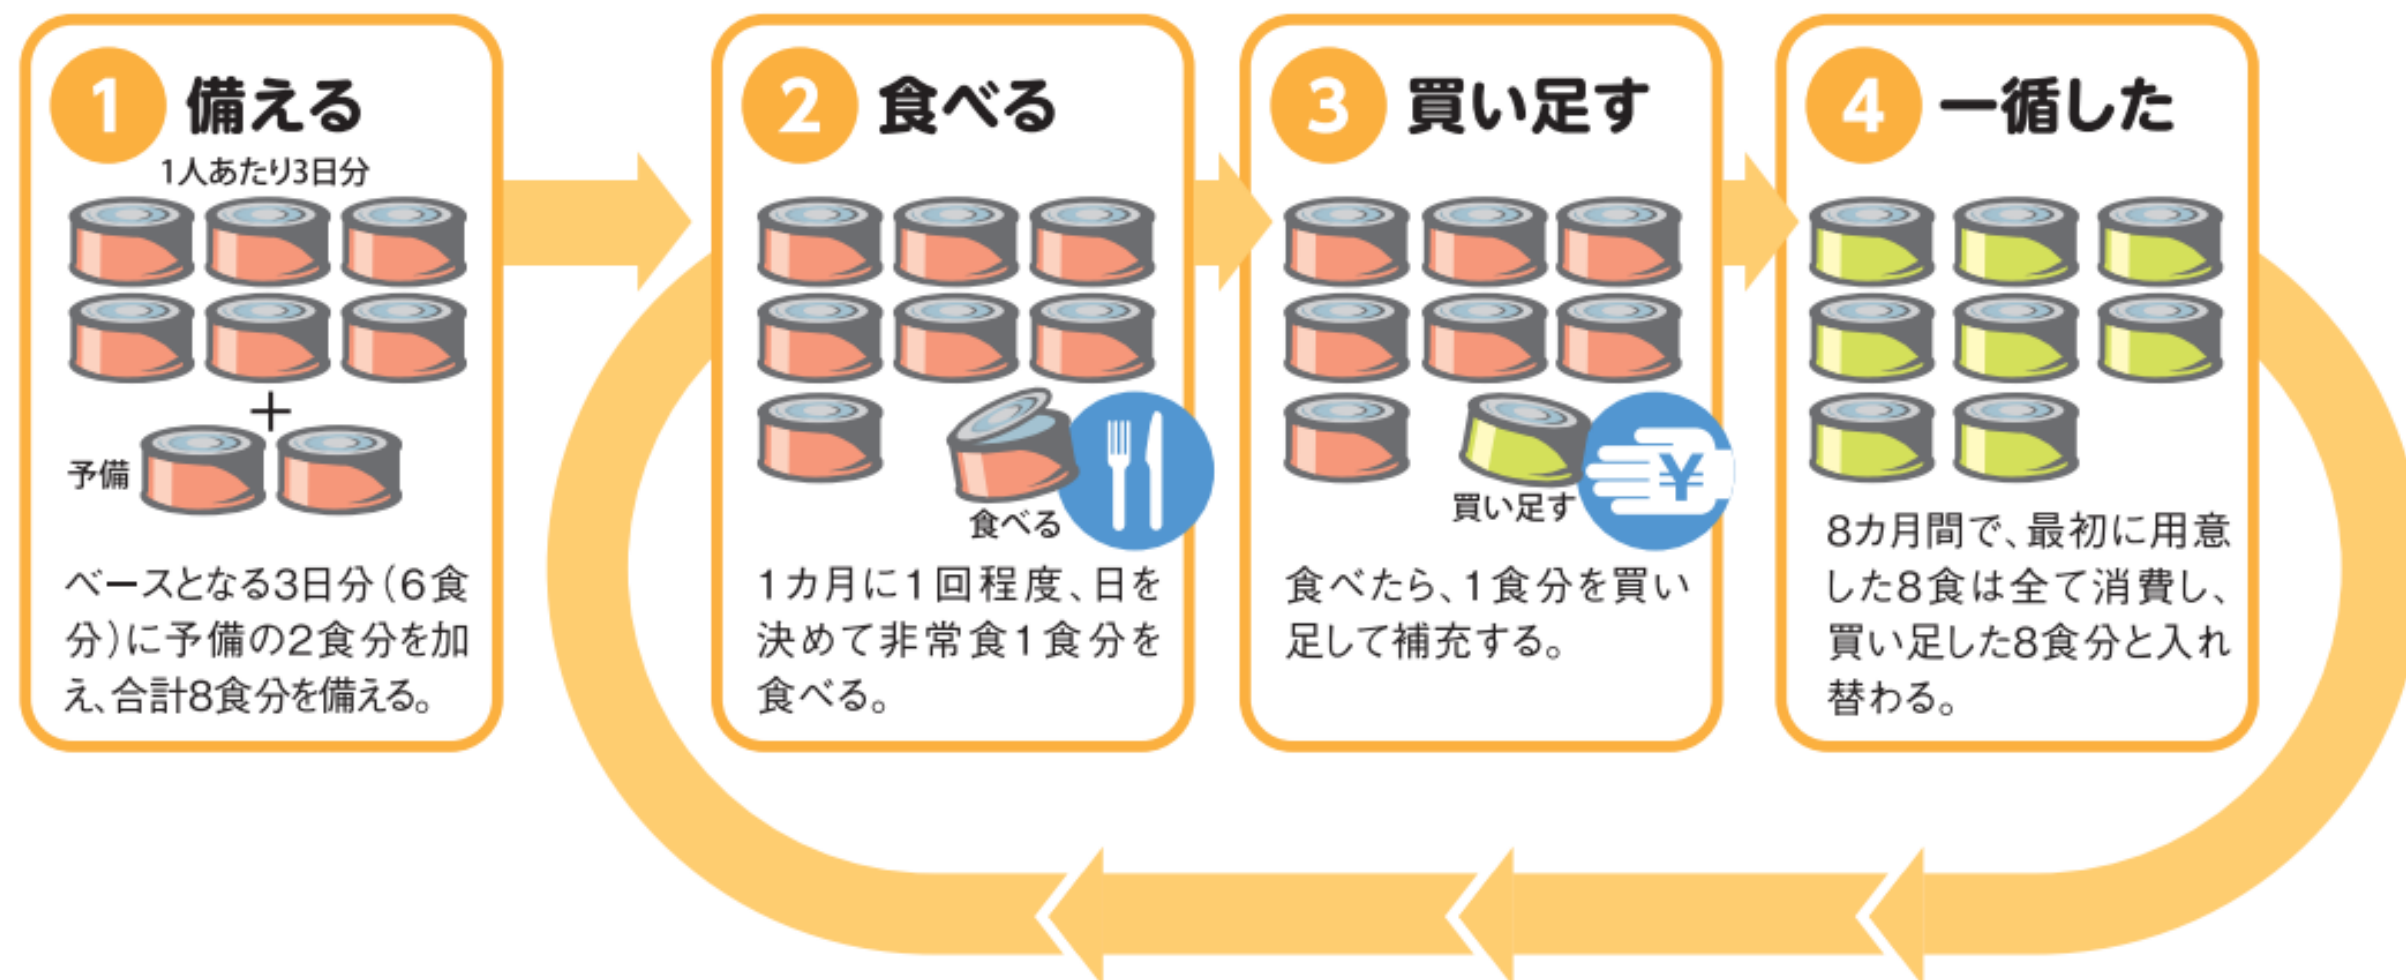 1 備える
1人あたり3日分
+
予備
ベースとなる3日分(6食
分)に予備の2食分を加
え、合計8食分を備える。
2 食べる
食べる
1カ月に1回程度、日を
決めて非常食1食分を
食べる。
3 買い足す
¥
買い足す
食べたら、1食分を買い
足して補充する。
4 一循した
8カ月間で、最初に用意
した8食は全て消費し、
買い足した8食分と入れ
替わる。